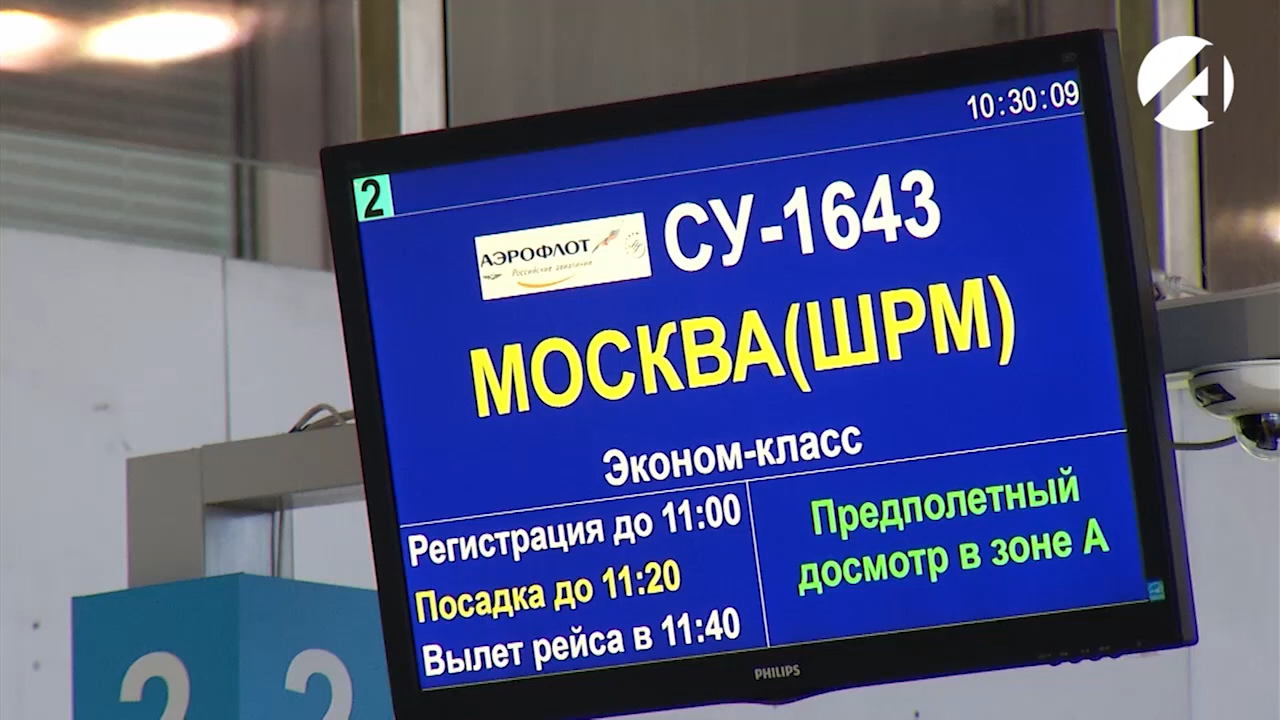 10:30:09
2
АЭРОФЛОТ
Российские авиалинии
СУ-1643
МОСКВА(ШРМ)
Эконом-класс
Регистрация до 11:00
Посадка до 11:20
Вылет рейса в 11:40
Предполетный
досмотр в зоне А
PHILIPS
2
2